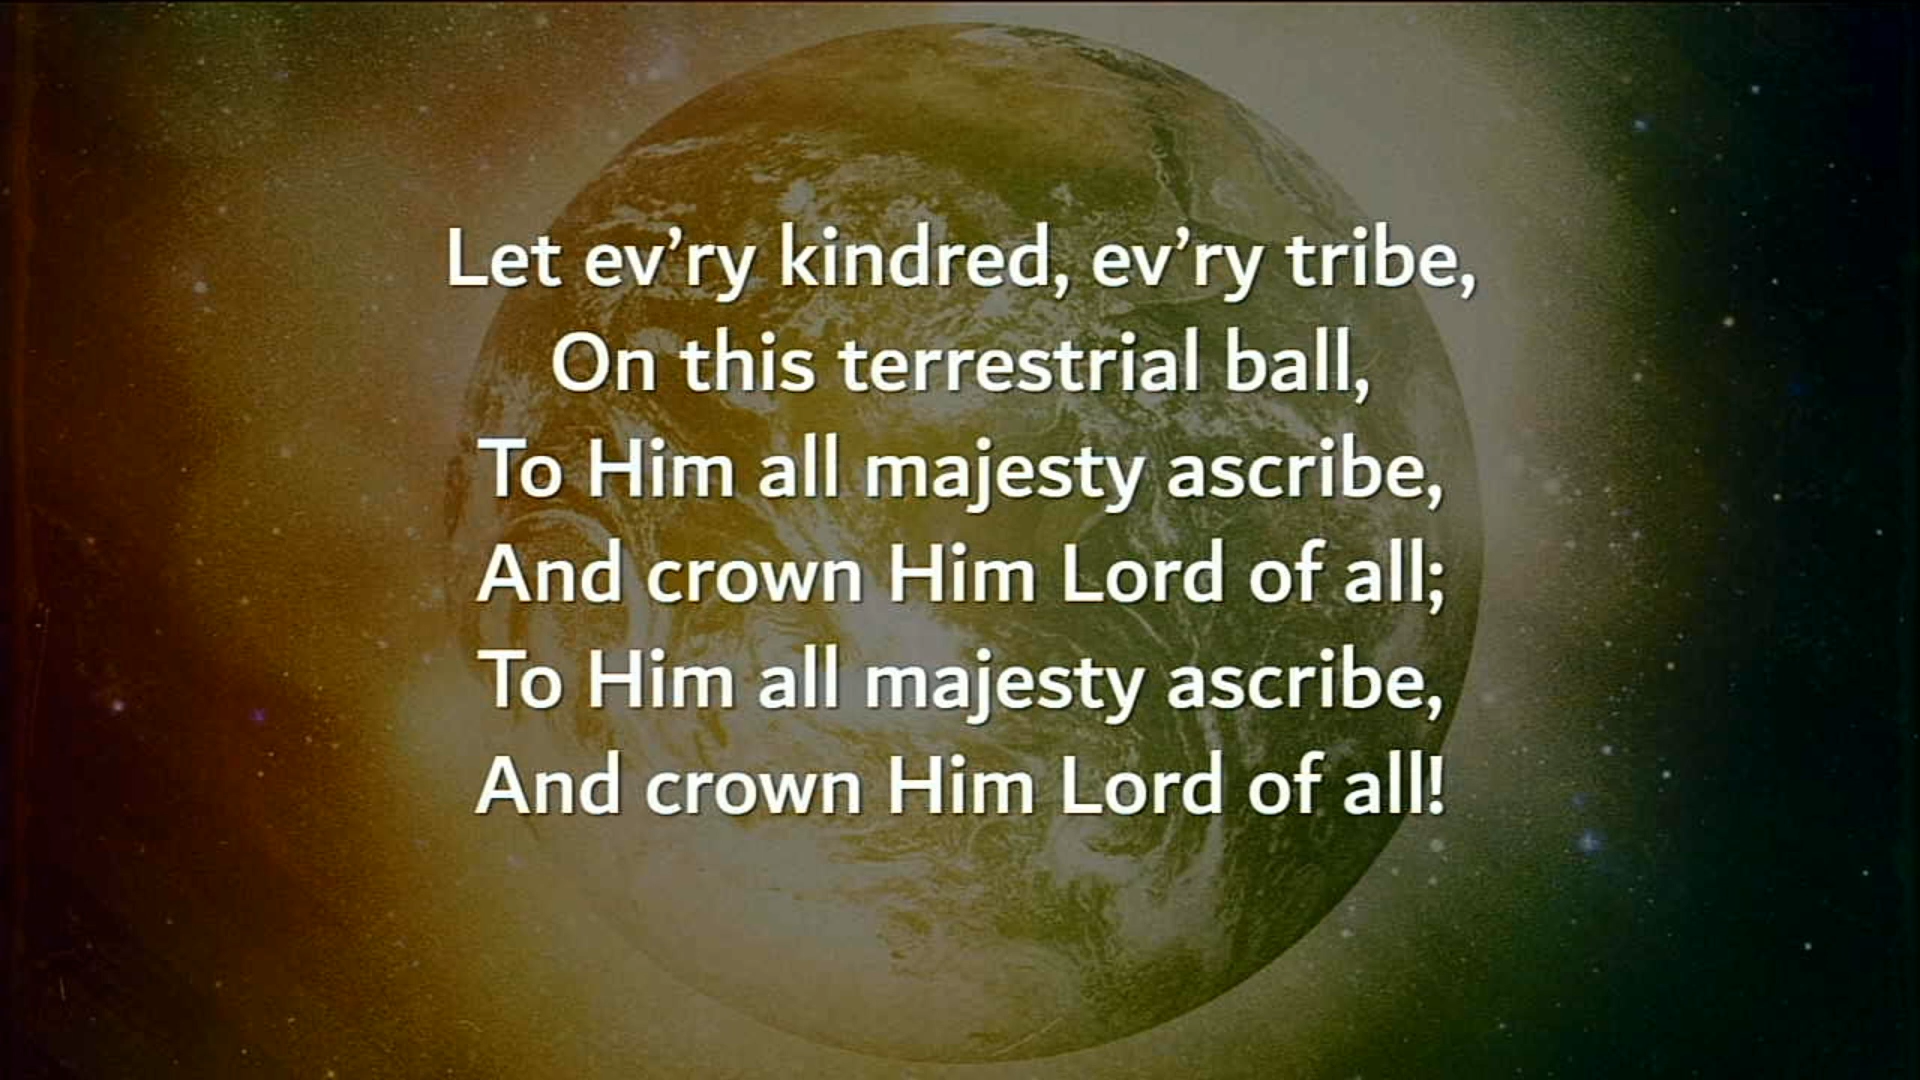 Let ev’ry kindred, ev’ry tribe,
On this terrestrial ball,
To Him all majesty ascribe,
And crown Him Lord of all;
To Him all majesty ascribe,
And crown Him Lord of all!